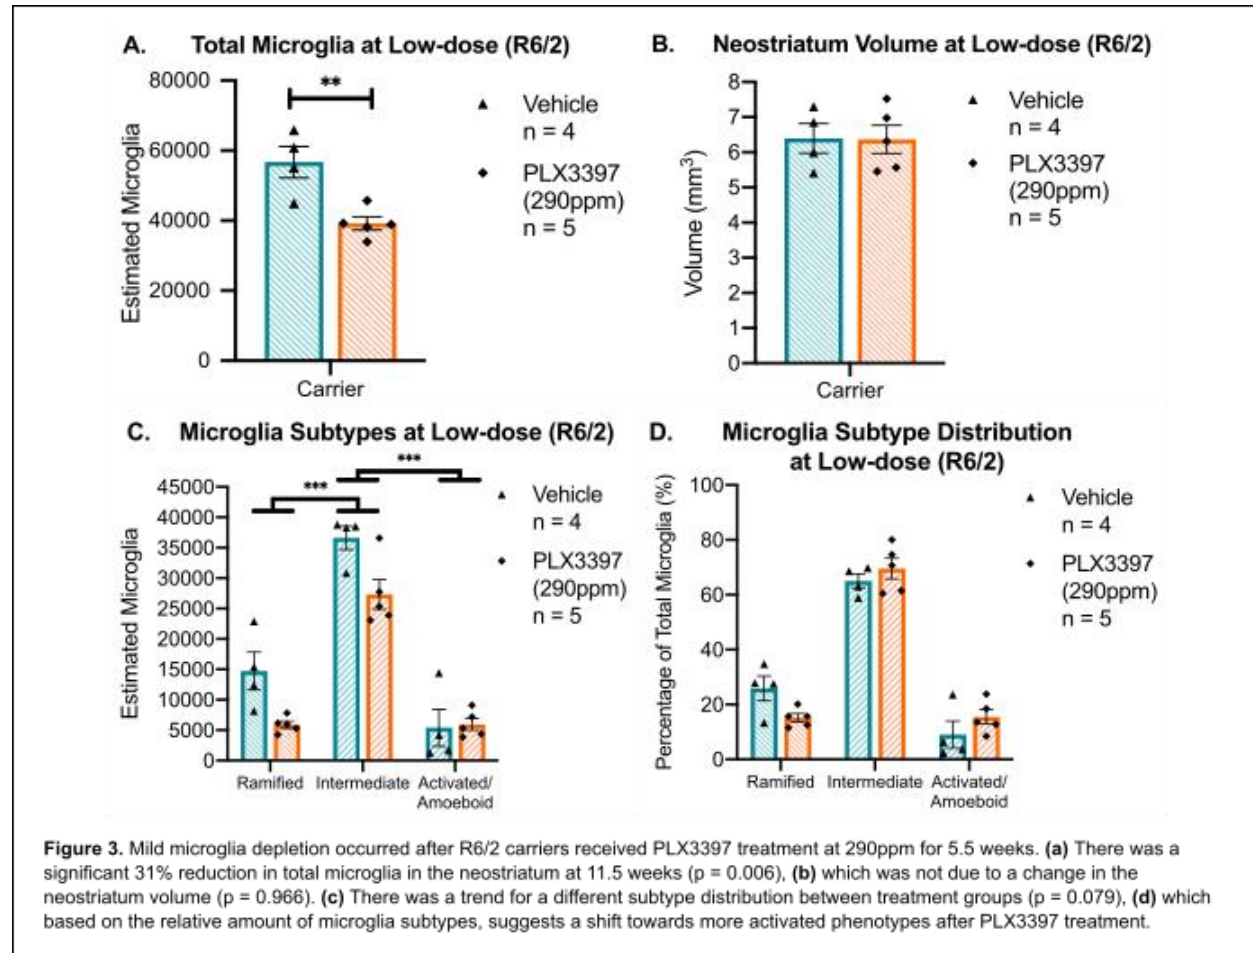 A. Total Microglia at Low-dose (R6/2)
80000
60000
40000
20000
0
Estimated Microglia
**
Carrier
Vehicle
n = 4
PLX3397
(290ppm)
n = 5
B. Neostriatum Volume at Low-dose (R6/2)
8
7
6
5
4
3
2
1
0
Volume (mm³)
Carrier
Vehicle
n = 4
PLX3397
(290ppm)
n = 5
C. Microglia Subtypes at Low-dose (R6/2)
45000
40000
35000
30000
25000
20000
15000
10000
5000
0
Estimated Microglia
***
***
Ramified
Intermediate
Activated/
Amoeboid
Vehicle
n = 4
PLX3397
(290ppm)
n = 5
D. Microglia Subtype Distribution
at Low-dose (R6/2)
100
80
60
40
20
0
Percentage of Total Microglia (%)
Ramified
Intermediate
Activated/
Amoeboid
Vehicle
n = 4
PLX3397
(290ppm)
n = 5
Figure 3. Mild microglia depletion occurred after R6/2 carriers received PLX3397 treatment at 290ppm for 5.5 weeks. (a) There was a
significant 31% reduction in total microglia in the neostriatum at 11.5 weeks (p = 0.006), (b) which was not due to a change in the
neostriatum volume (p = 0.966). (c) There was a trend for a different subtype distribution between treatment groups (p = 0.079), (d) which
based on the relative amount of microglia subtypes, suggests a shift towards more activated phenotypes after PLX3397 treatment.